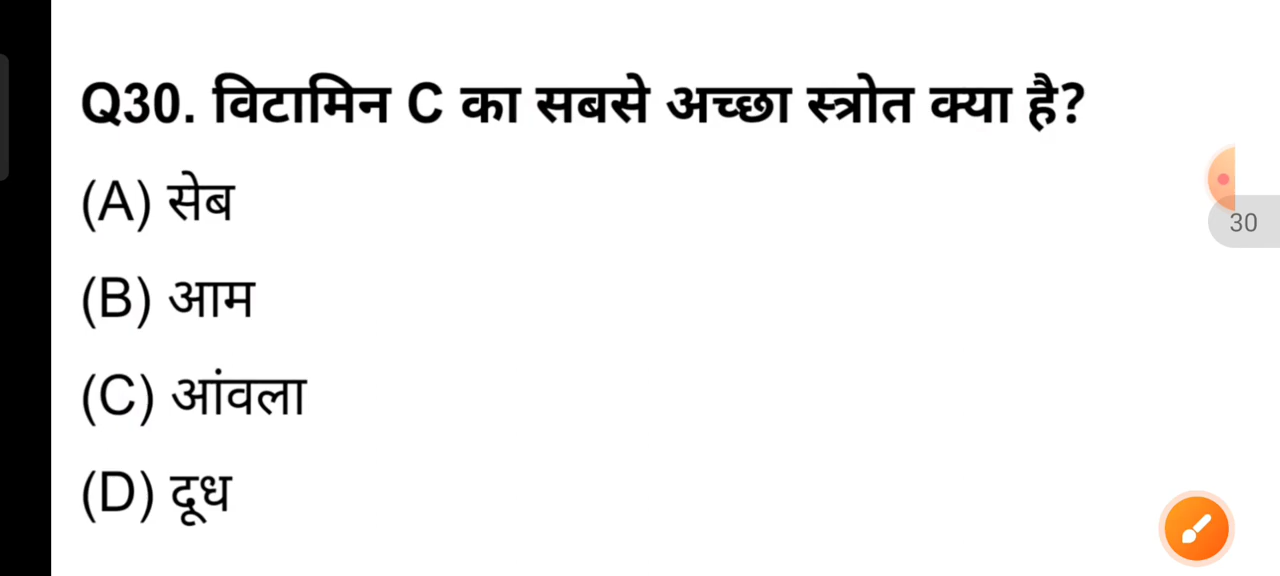 Q30. विटामिन C का सबसे अच्छा स्त्रोत क्या है?
(A) सेब
30
(B) आम
(C) आंवला
(D) दूध